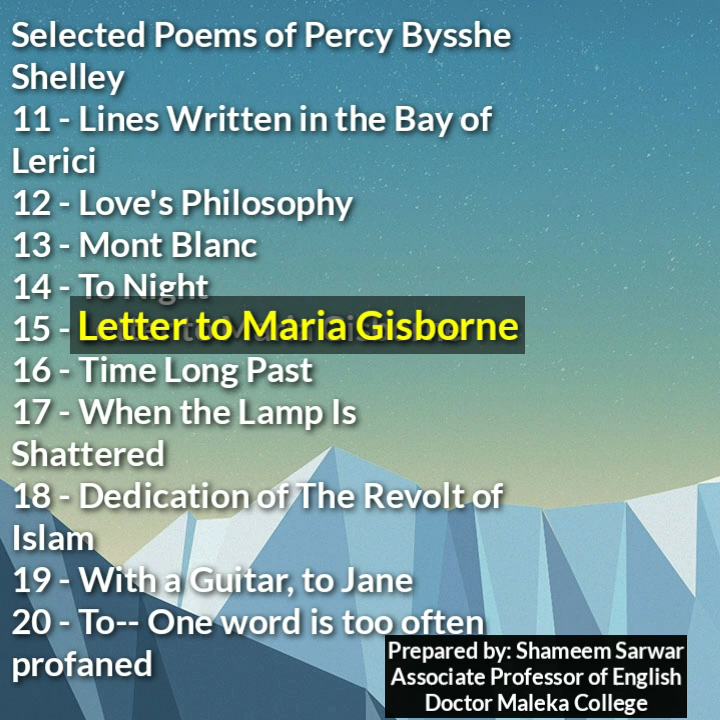 Selected Poems of Percy Bysshe
Shelley
11 - Lines Written in the Bay of
Lerici
12 - Love's Philosophy
13 - Mont Blanc
14 - To Night
15 - Letter to Maria Gisborne
16 - Time Long Past
17 - When the Lamp Is
Shattered
18 - Dedication of The Revolt of
Islam
19 - With a Guitar, to Jane
20 - To-- One word is too often
profaned
Prepared by: Shameem Sarwar
Associate Professor of English
Doctor Maleka College